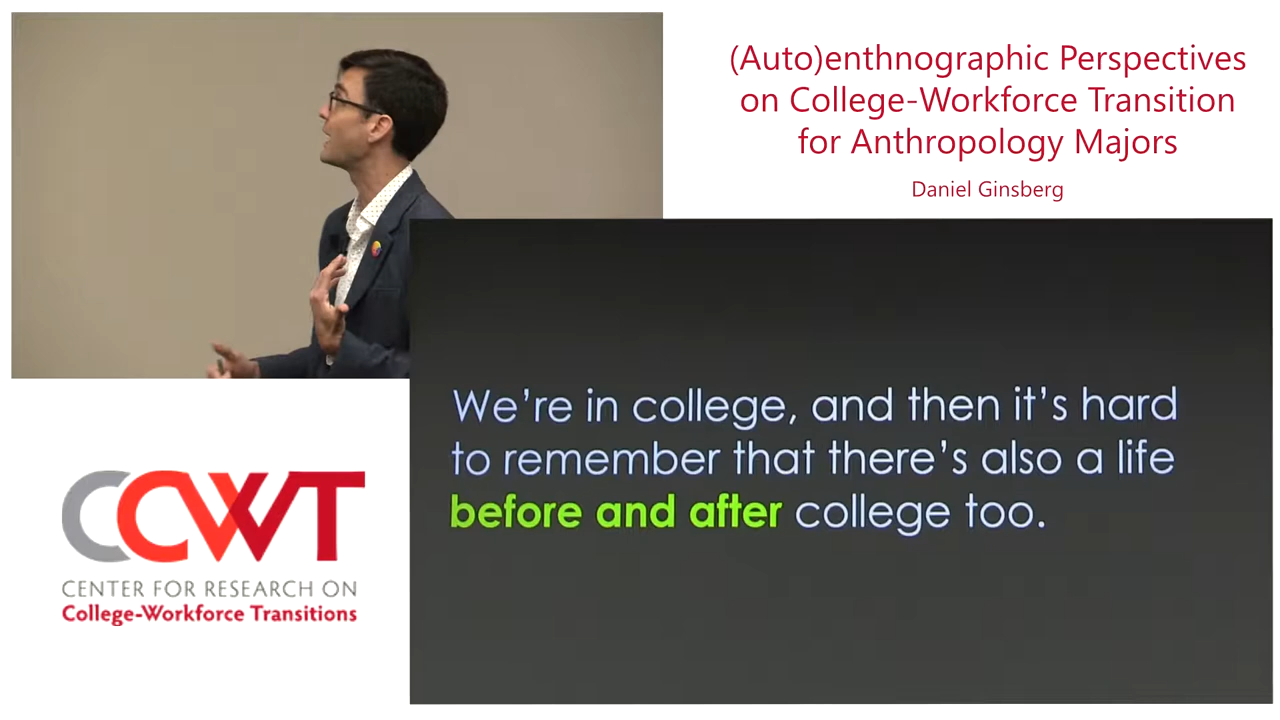 (Auto)enthnographic Perspectives
on College-Workforce Transition
for Anthropology Majors
Daniel Ginsberg
We're in college, and then it's hard
to remember that there's also a life
before and after college too.
CCWT
CENTER FOR RESEARCH ON
College-Workforce Transitions